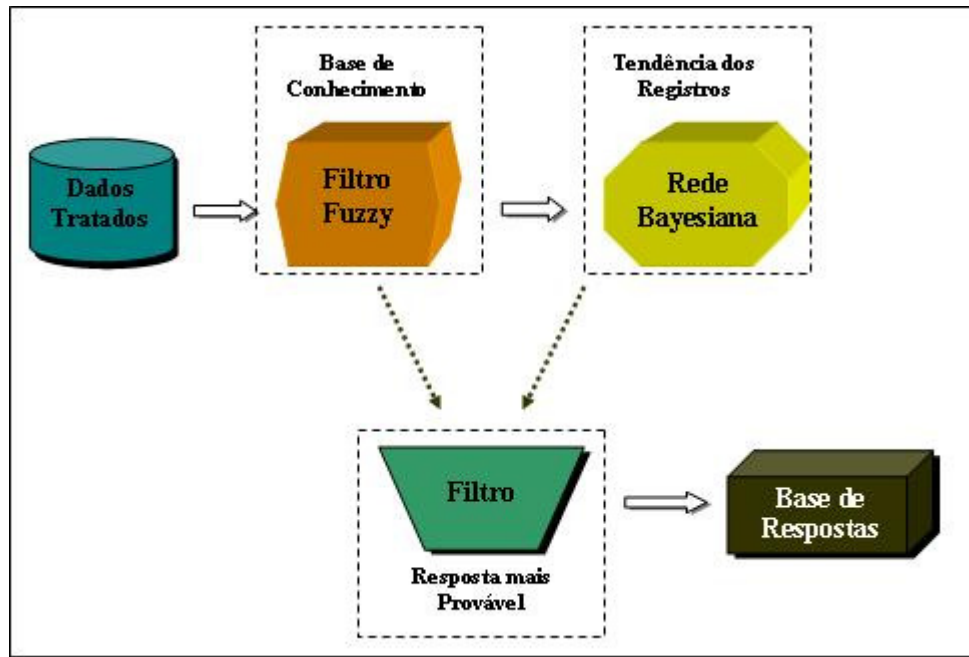 Base de
Conhecimento
Tendência dos
Registros
Dados
Tratados
Filtro
Fuzzy
Rede
Bayesiana
Filtro
Resposta mais
Provável
Base de
Respostas